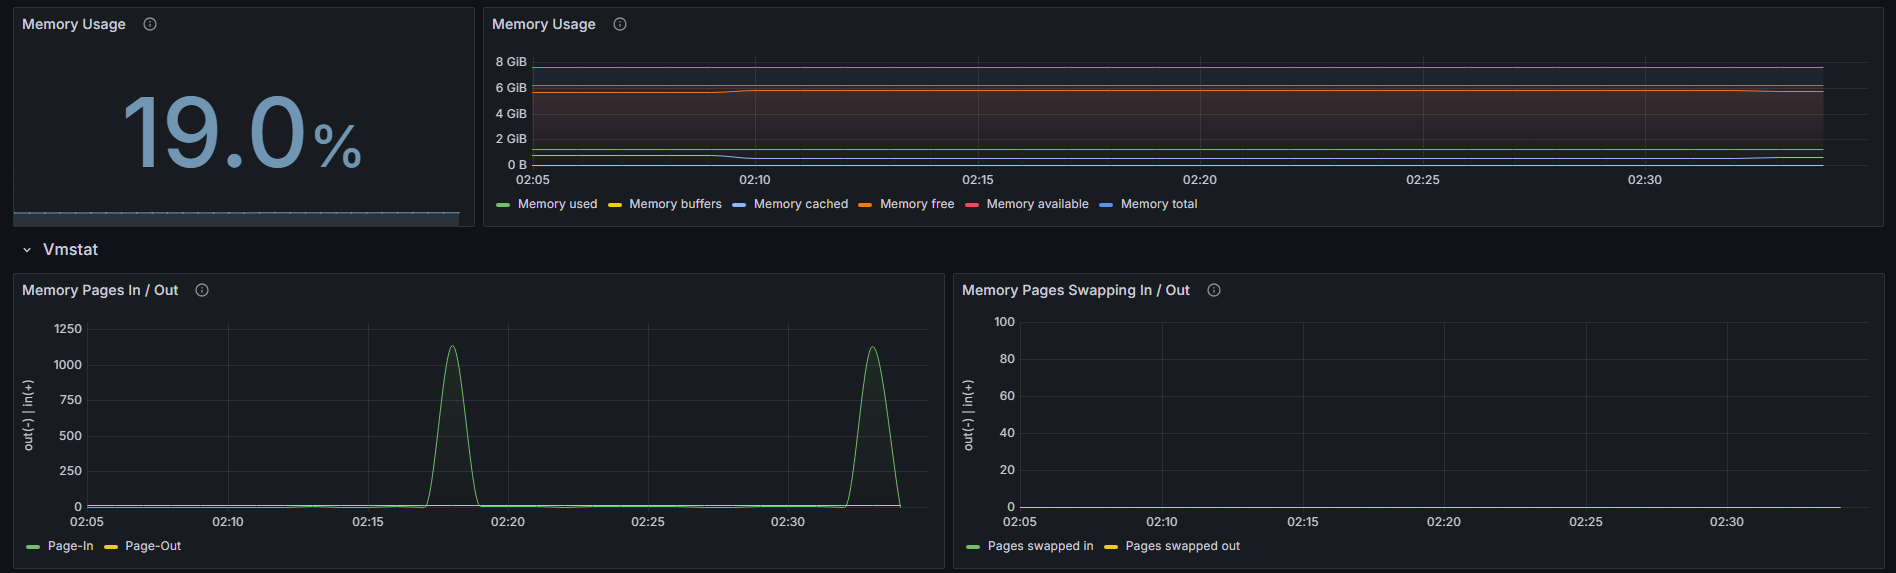 Memory Usage
19.0%
Memory Usage
8 GiB
6 GiB
4 GiB
2 GiB
0 B
02:05 02:10 02:15 02:20 02:25 02:30
Memory used Memory buffers Memory cached Memory free Memory available Memory total
Vmstat
Memory Pages In / Out
out(-) | in(+)
1250
1000
750
500
250
0
02:05 02:10 02:15 02:20 02:25 02:30
Page-In Page-Out
Memory Pages Swapping In / Out
out(-) | in(+)
100
80
60
40
20
0
02:05 02:10 02:15 02:20 02:25 02:30
Pages swapped in Pages swapped out